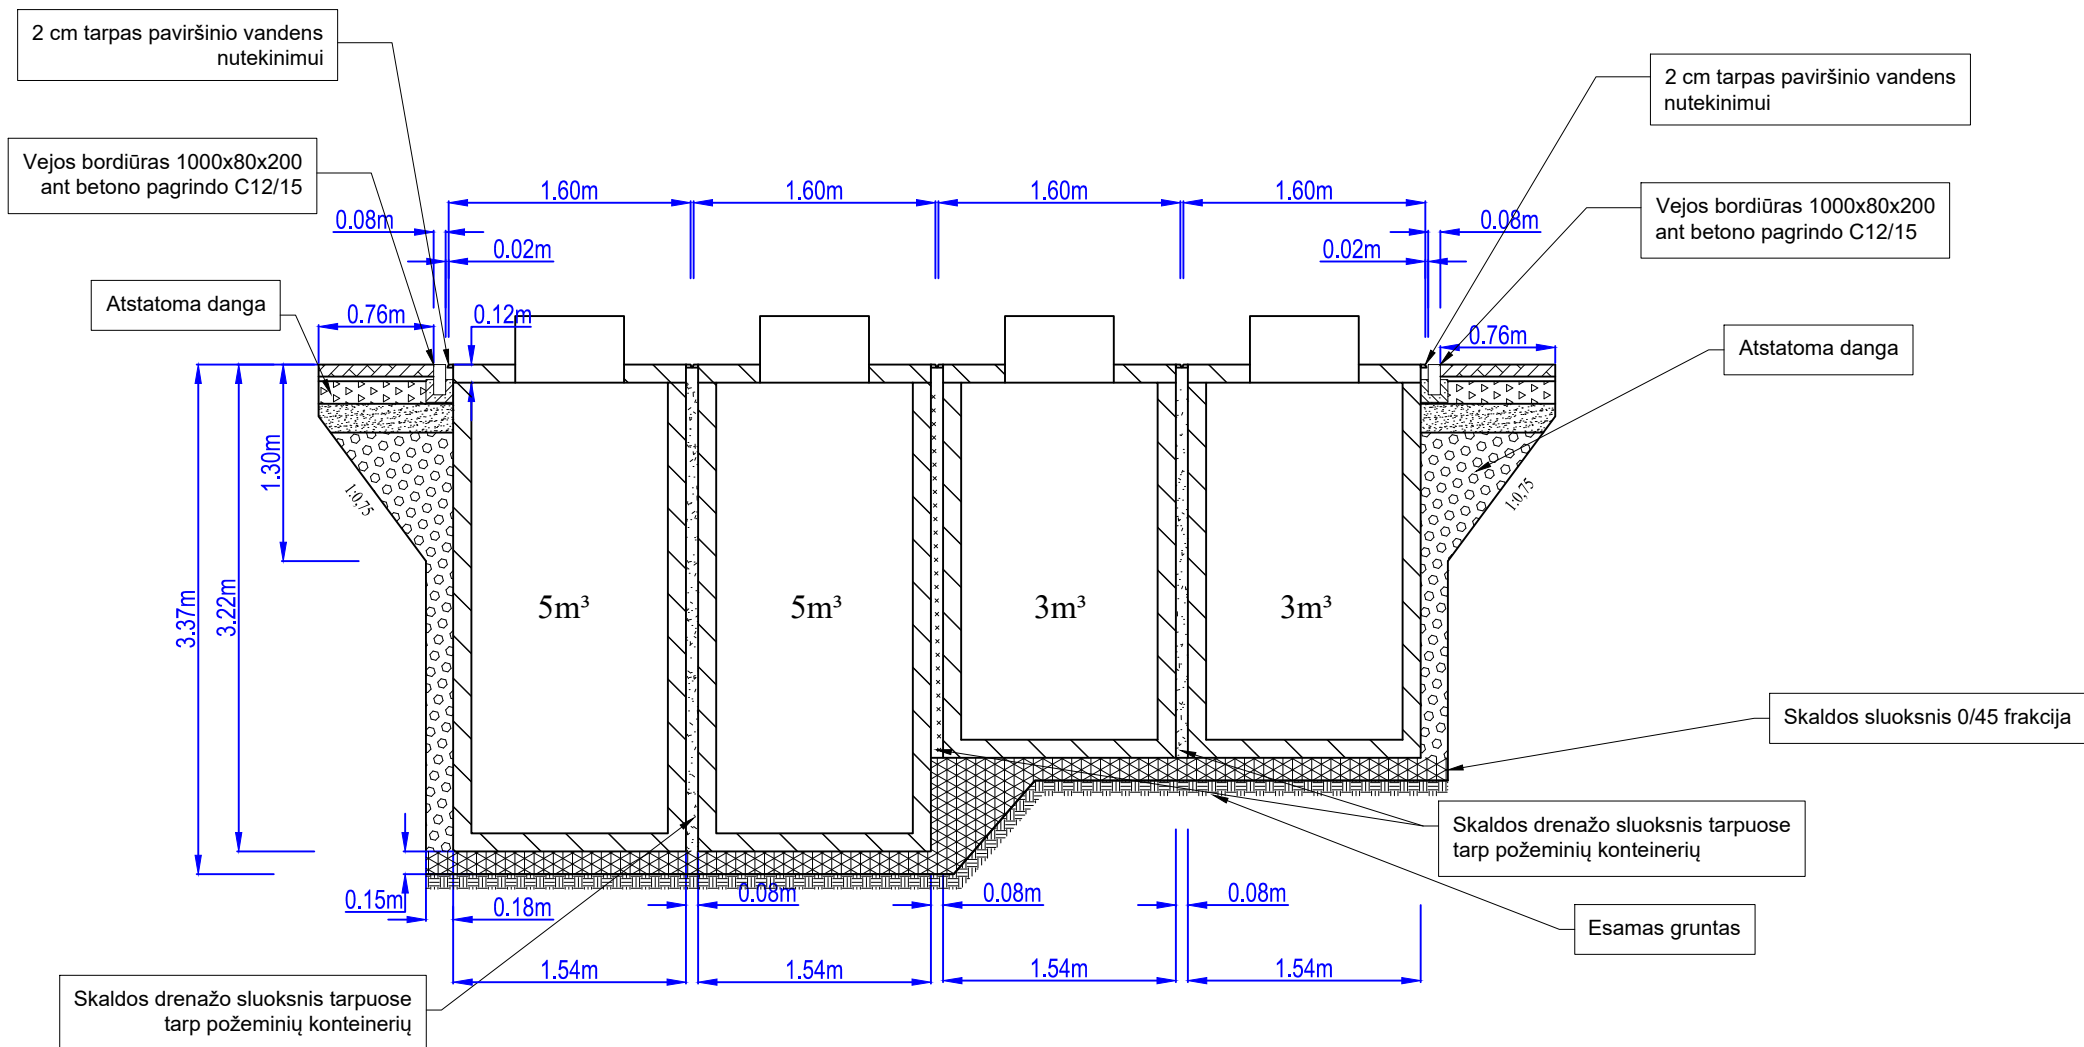 2 cm tarpas paviršinio vandens
nutekinimui
2 cm tarpas paviršinio vandens
nutekinimui
Vejos bordiūras 1000x80x200
ant betono pagrindo C12/15
Vejos bordiūras 1000x80x200
ant betono pagrindo C12/15
1.60m
1.60m
1.60m
1.60m
0.08m
0.08m
0.02m
0.02m
Atstatoma danga
0.76m
0.12m
0.76m
Atstatoma danga
1.30m
1:0,75
1:0,75
3.37m
3.22m
5m³
5m³
3m³
3m³
Skaldos sluoksnis 0/45 frakcija
Skaldos drenažo sluoksnis tarpuose
tarp požeminių konteinerių
0.15m
0.18m
0.08m
0.08m
0.08m
Esamas gruntas
1.54m
1.54m
1.54m
1.54m
Skaldos drenažo sluoksnis tarpuose
tarp požeminių konteinerių